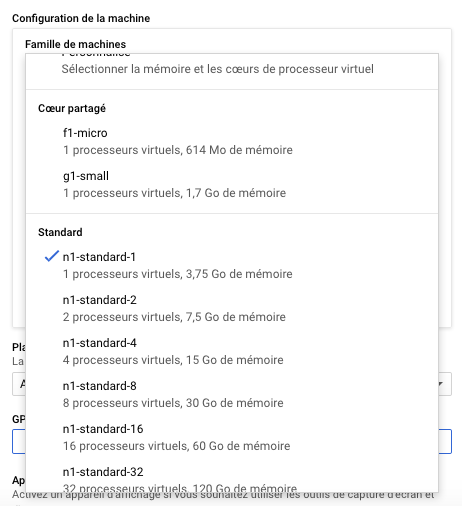 Configuration de la machine
Famille de machines
Personnalisé
Sélectionner la mémoire et les cœurs de processeur virtuel
Cœur partagé
f1-micro
1 processeurs virtuels, 614 Mo de mémoire
g1-small
1 processeurs virtuels, 1,7 Go de mémoire
Standard
n1-standard-1
1 processeurs virtuels, 3,75 Go de mémoire
n1-standard-2
2 processeurs virtuels, 7,5 Go de mémoire
Pla
La
n1-standard-4
4 processeurs virtuels, 15 Go de mémoire
A
n1-standard-8
8 processeurs virtuels, 30 Go de mémoire
GP
n1-standard-16
16 processeurs virtuels, 60 Go de mémoire
n1-standard-32
Ap
32 processeurs virtuels, 120 Go de mémoire
Activez un appareil d'affichage si vous souhaitez utiliser les outils de capture d'écran et